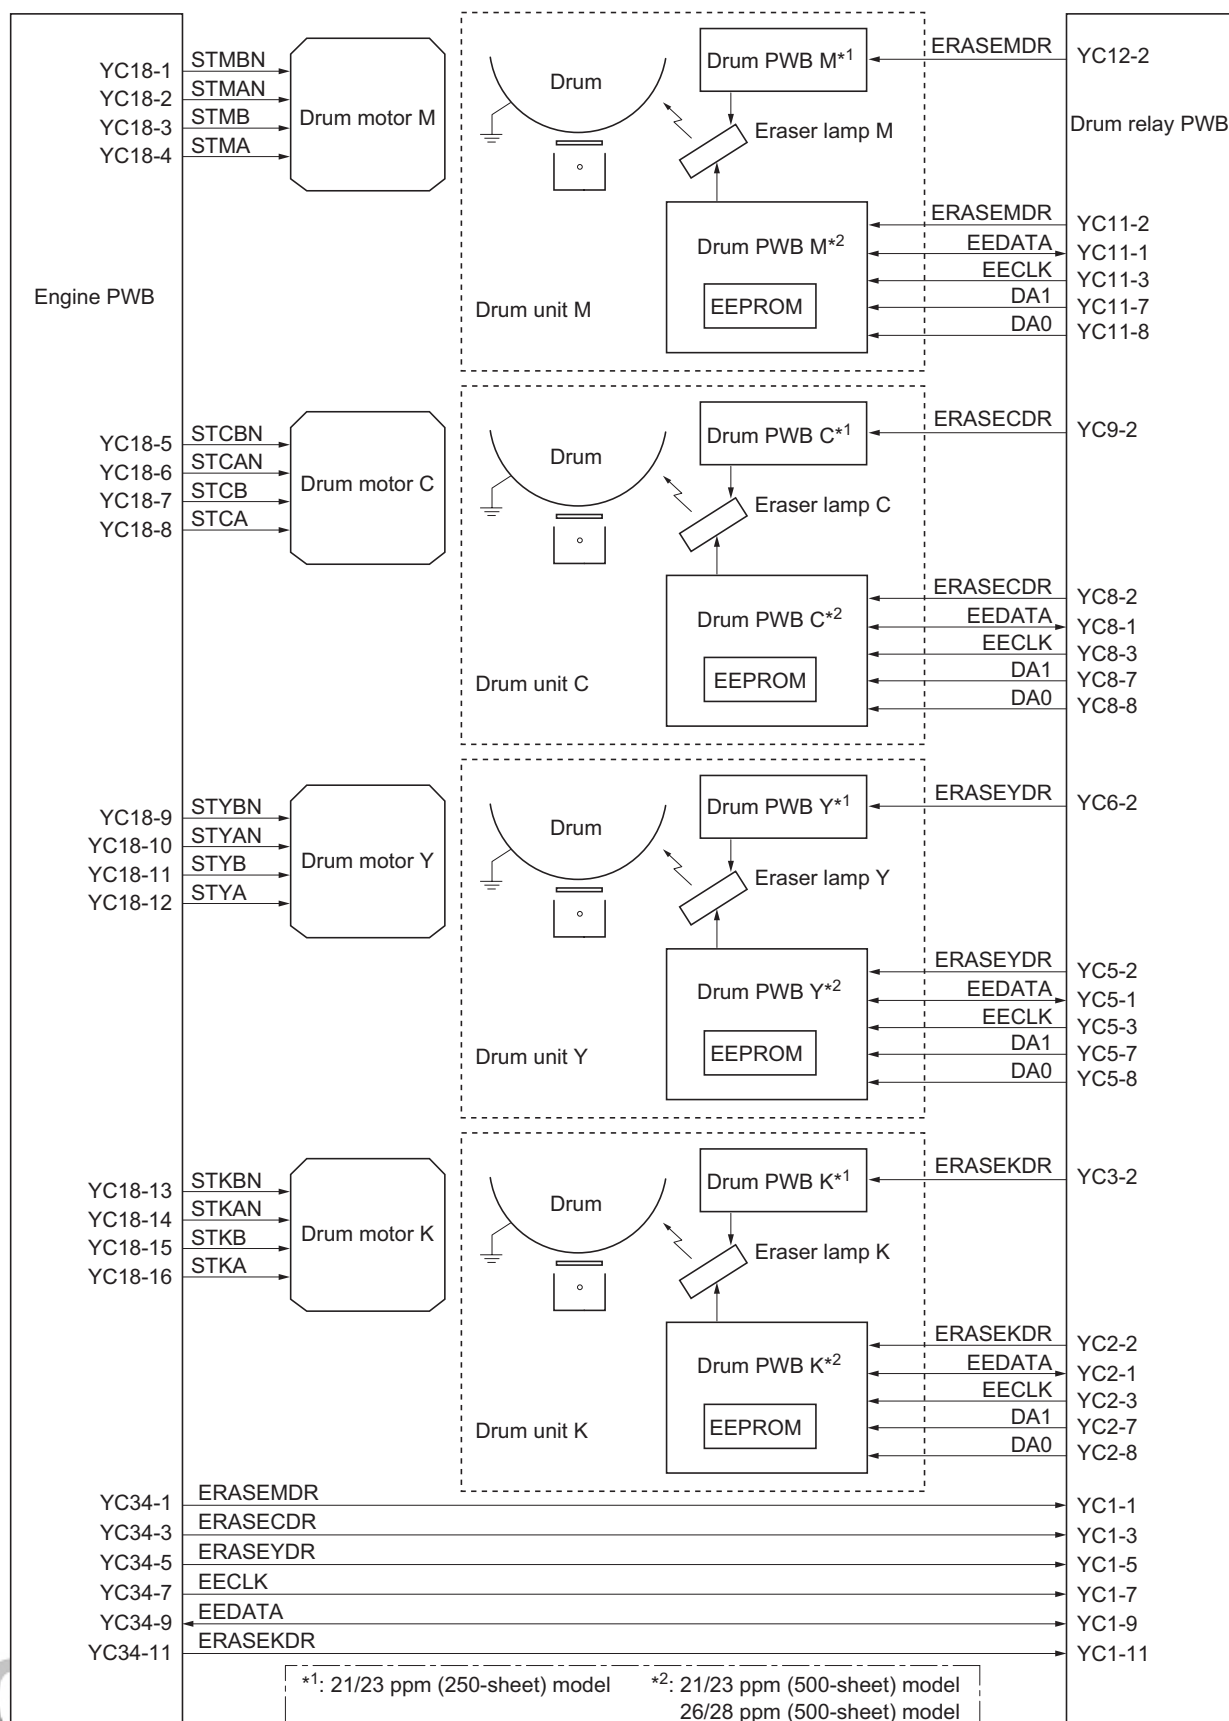 Engine PWB
Drum relay PWB
YC18-1 STMBN
YC18-2 STMAN
YC18-3 STMB
YC18-4 STMA
Drum motor M
Drum
Drum PWB M*1
ERASEMDR YC12-2
Eraser lamp M
Drum PWB M*2
EEPROM
Drum unit M
ERASEMDR YC11-2
EEDATA YC11-1
EECLK YC11-3
DA1 YC11-7
DA0 YC11-8
YC18-5 STCBN
YC18-6 STCAN
YC18-7 STCB
YC18-8 STCA
Drum motor C
Drum
Drum PWB C*1
ERASECDR YC9-2
Eraser lamp C
Drum PWB C*2
EEPROM
Drum unit C
ERASECDR YC8-2
EEDATA YC8-1
EECLK YC8-3
DA1 YC8-7
DA0 YC8-8
YC18-9 STYBN
YC18-10 STYAN
YC18-11 STYB
YC18-12 STYA
Drum motor Y
Drum
Drum PWB Y*1
ERASEYDR YC6-2
Eraser lamp Y
Drum PWB Y*2
EEPROM
Drum unit Y
ERASEYDR YC5-2
EEDATA YC5-1
EECLK YC5-3
DA1 YC5-7
DA0 YC5-8
YC18-13 STKBN
YC18-14 STKAN
YC18-15 STKB
YC18-16 STKA
Drum motor K
Drum
Drum PWB K*1
ERASEKDR YC3-2
Eraser lamp K
Drum PWB K*2
EEPROM
Drum unit K
ERASEKDR YC2-2
EEDATA YC2-1
EECLK YC2-3
DA1 YC2-7
DA0 YC2-8
YC34-1 ERASEMDR YC1-1
YC34-3 ERASECDR YC1-3
YC34-5 ERASEYDR YC1-5
YC34-7 EECLK YC1-7
YC34-9 EEDATA YC1-9
YC34-11 ERASEKDR YC1-11
*1: 21/23 ppm (250-sheet) model *2: 21/23 ppm (500-sheet) model
26/28 ppm (500-sheet) model